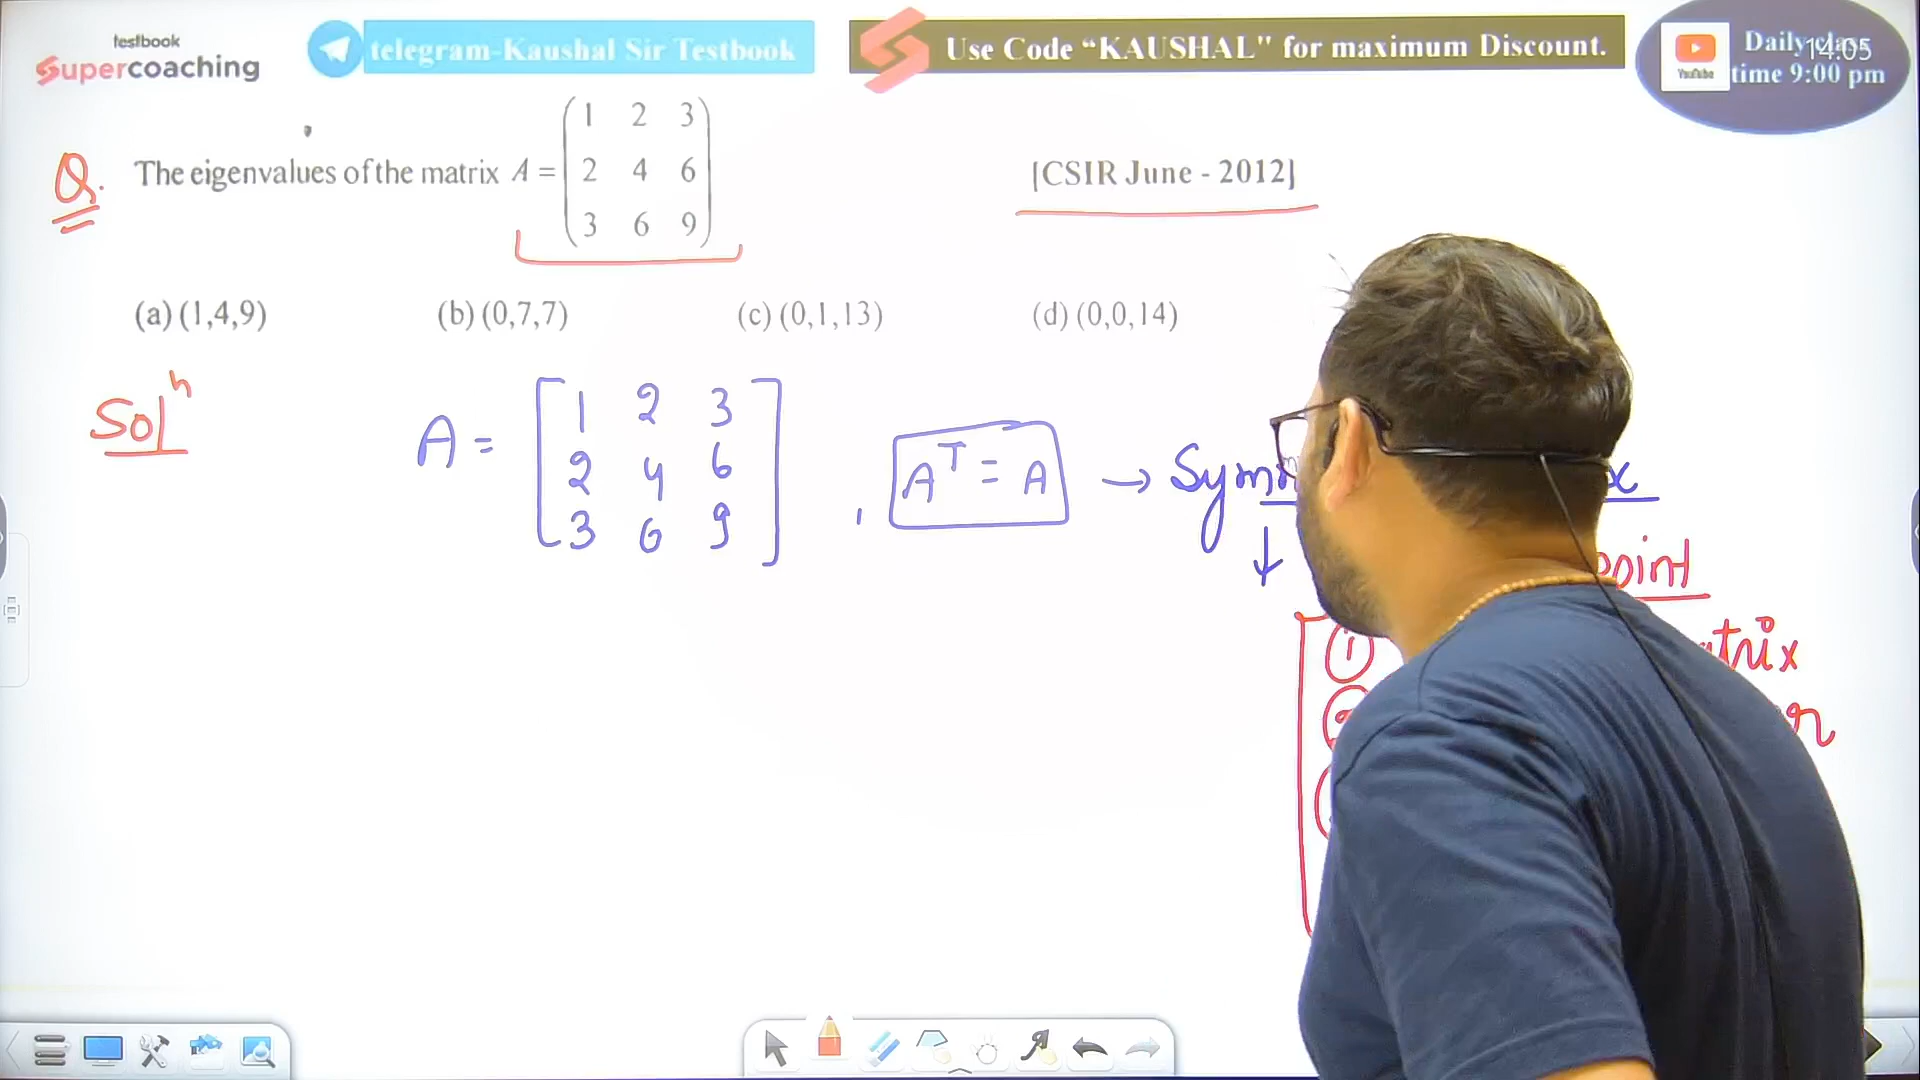 testbook
Supercoaching
telegram-Kaushal Sir Testbook
Use Code “KAUSHAL" for maximum Discount.
YouTube
Daily class
time 9:00 pm
14:05
Q. The eigenvalues of the matrix A = 
1 2 3
2 4 6
3 6 9
[CSIR June - 2012]
(a) (1,4,9) (b) (0,7,7) (c) (0,1,13) (d) (0,0,14)
Solⁿ
A =
1 2 3
2 4 6
3 6 9
, Aᵀ = A →
↓
point
①